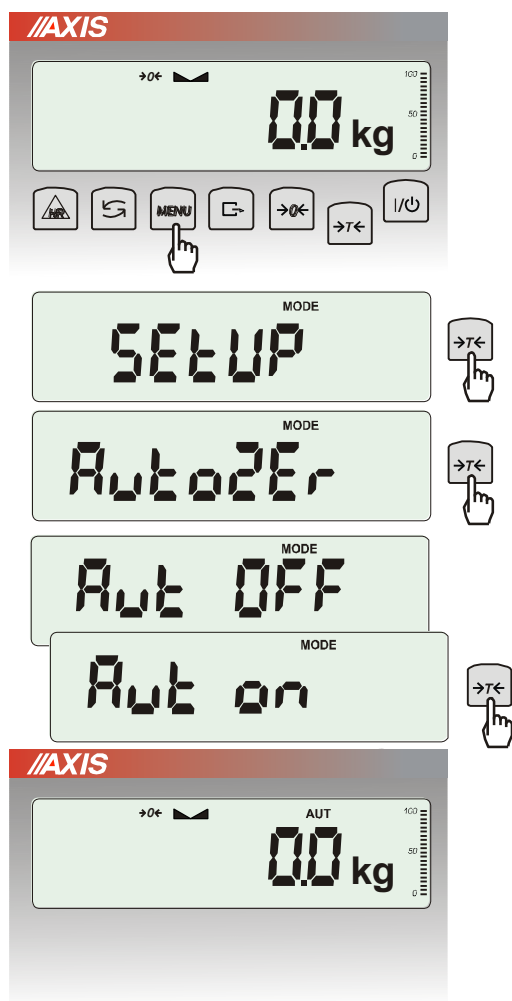 //AXIS
→0←
100
50
0
0.0 kg
HR
MENU
→0←
→T←
I/⏻
MODE
SEtUP
→T←
MODE
AutoZEr
→T←
MODE
Aut OFF
MODE
Aut on
→T←
//AXIS
→0←
AUT
100
50
0
0.0 kg